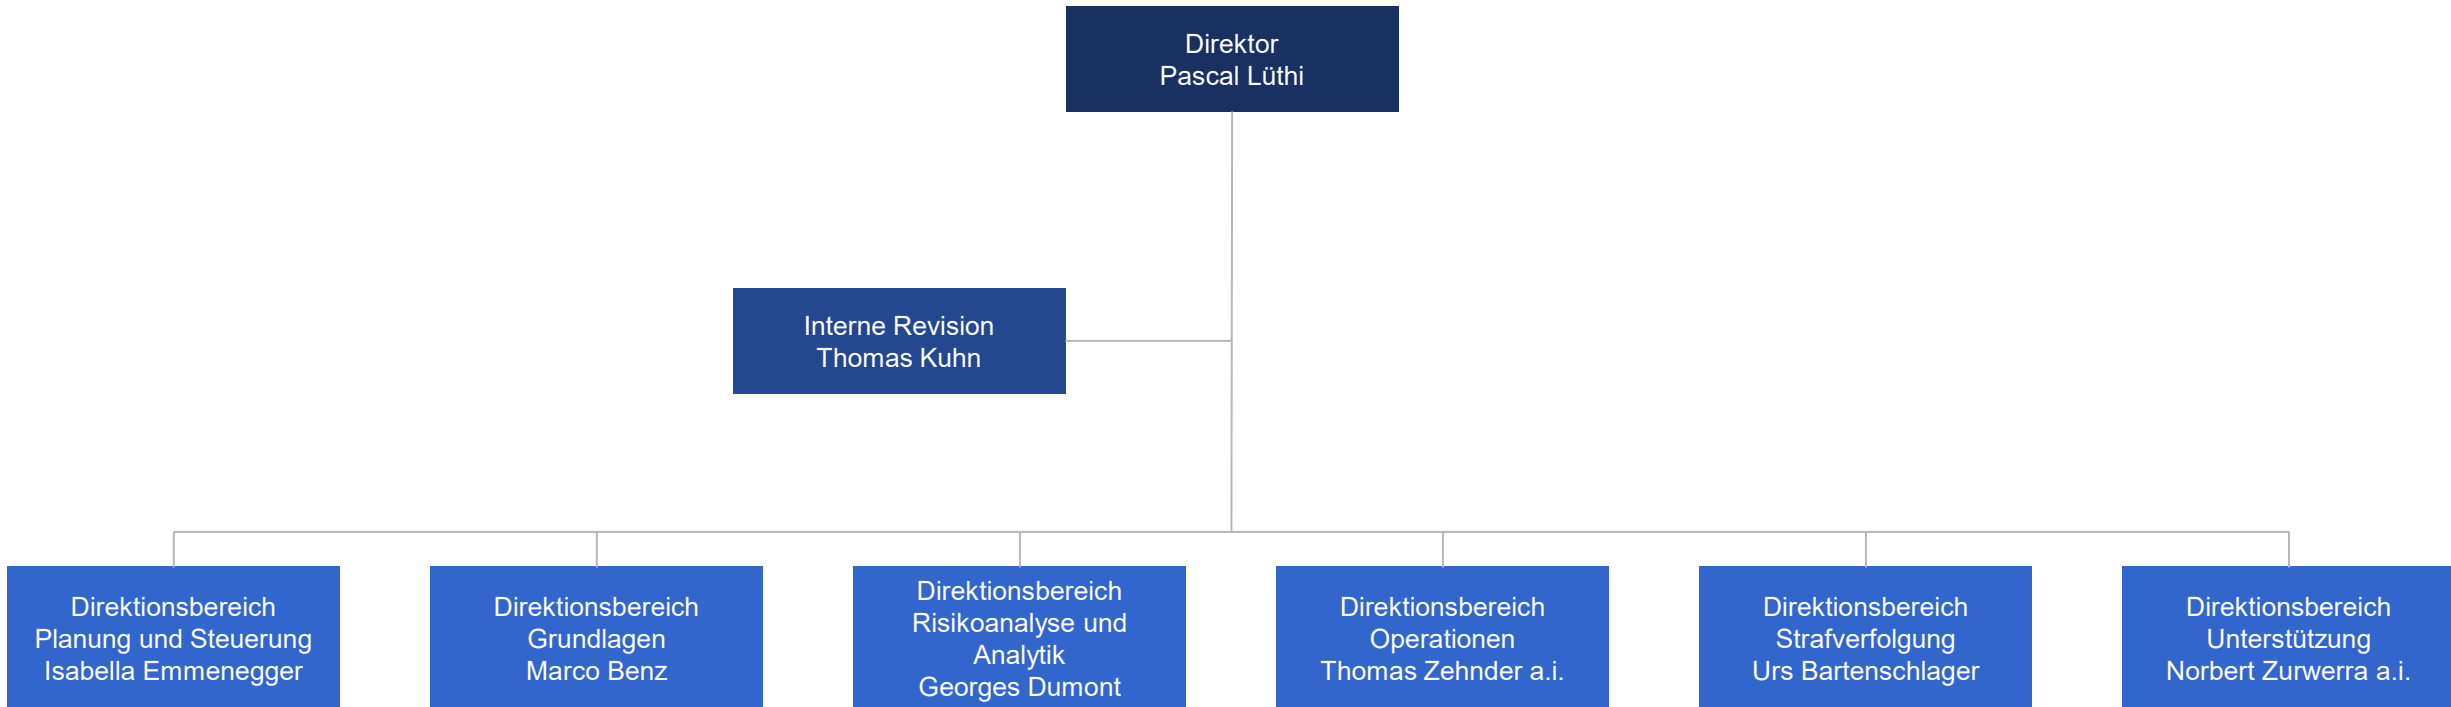 Direktor
Pascal Lüthi
Interne Revision
Thomas Kuhn
Direktionsbereich
Planung und Steuerung
Isabella Emmenegger
Direktionsbereich
Grundlagen
Marco Benz
Direktionsbereich
Risikoanalyse und
Analytik
Georges Dumont
Direktionsbereich
Operationen
Thomas Zehnder a.i.
Direktionsbereich
Strafverfolgung
Urs Bartenschlager
Direktionsbereich
Unterstützung
Norbert Zurwerra a.i.